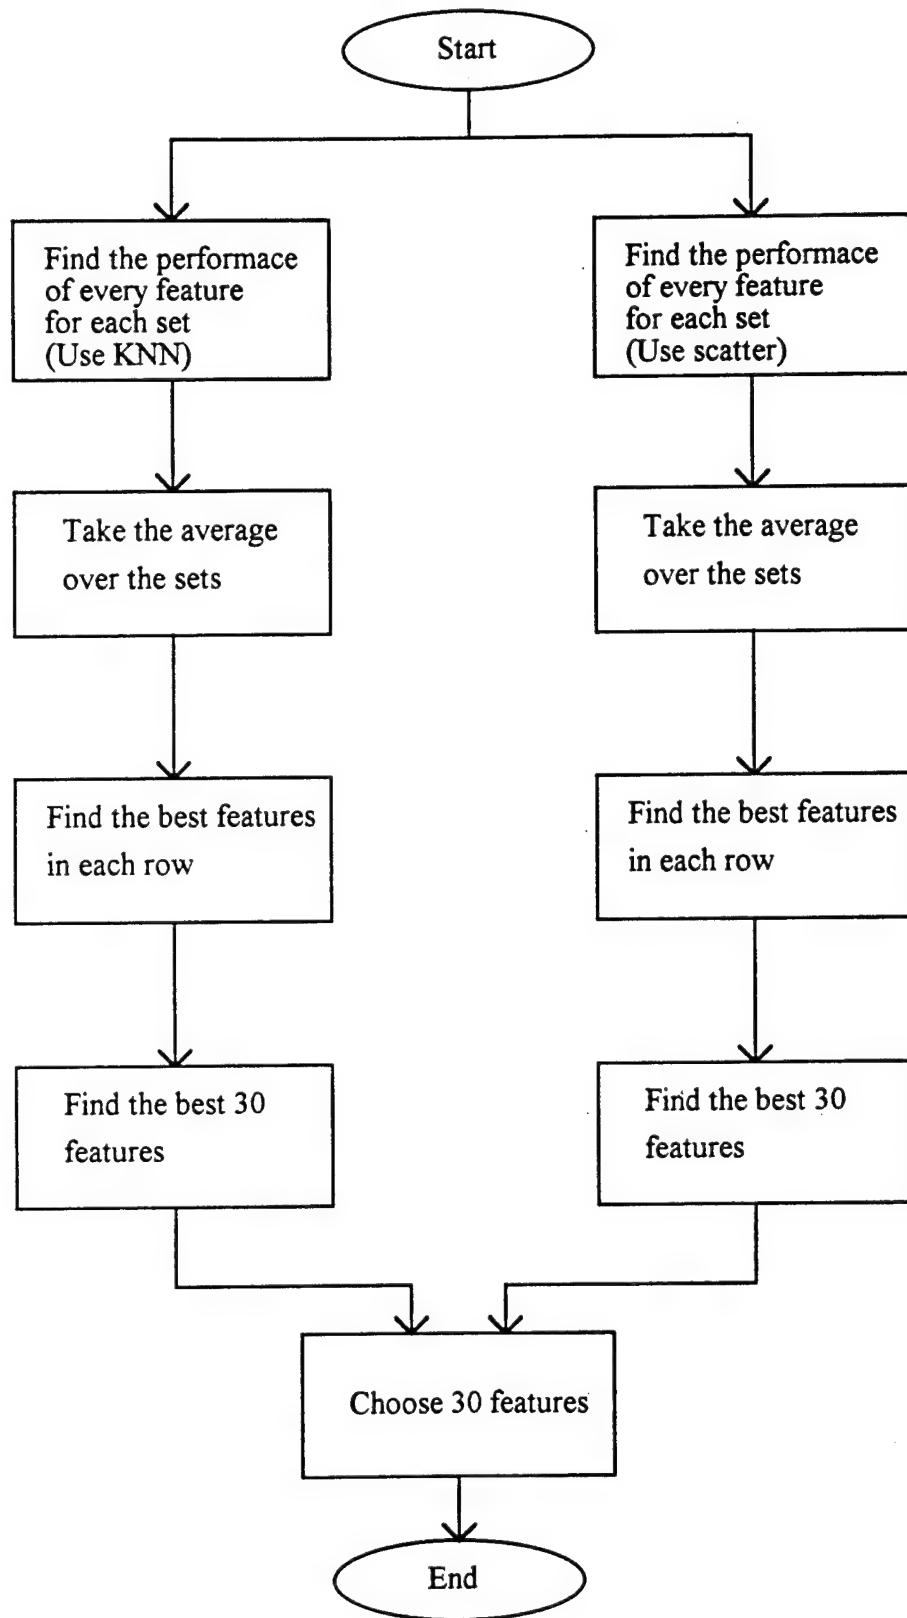 Start
Find the performace
of every feature
for each set
(Use KNN)
Find the performace
of every feature
for each set
(Use scatter)
Take the average
over the sets
Take the average
over the sets
Find the best features
in each row
Find the best features
in each row
Find the best 30
features
Find the best 30
features
Choose 30 features
End